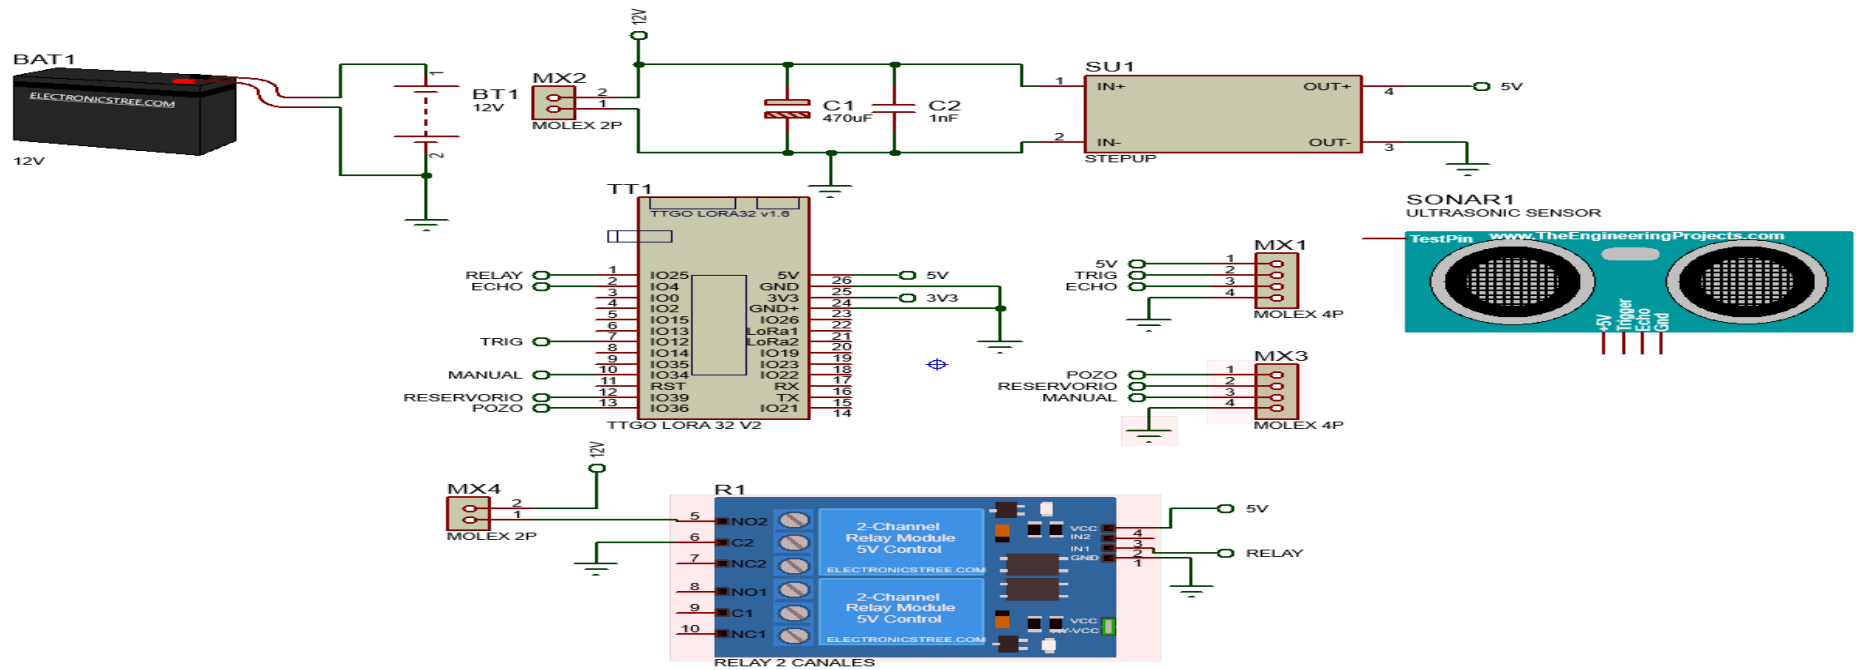 BAT1
ELECTRONICSTREE.COM
12V
1
2
BT1
12V
12V
MX2
2
1
MOLEX 2P
C1
470uF
C2
1nF
SU1
1
IN+
OUT+
4
5V
2
IN-
OUT-
3
STEPUP
TT1
TTGO LORA32 v1.6
RELAY
1
IO25
5V
26
5V
ECHO
2
IO4
GND
25
3
IO0
3V3
24
3V3
4
IO2
GND+
23
5
IO15
IO26
22
6
IO13
LoRa1
21
TRIG
7
IO12
LoRa2
20
8
IO14
IO19
19
9
IO35
IO23
18
MANUAL
10
IO34
IO22
17
11
RST
RX
16
RESERVORIO
12
IO39
TX
15
POZO
13
IO36
IO21
14
TTGO LORA 32 V2
MX1
5V
1
TRIG
2
ECHO
3
4
MOLEX 4P
MX3
POZO
1
RESERVORIO
2
MANUAL
3
4
MOLEX 4P
SONAR1
ULTRASONIC SENSOR
TestPin
www.TheEngineeringProjects.com
+5V
Trigger
Echo
Gnd
12V
MX4
2
1
MOLEX 2P
R1
5
NO2
6
C2
7
NC2
8
NO1
9
C1
10
NC1
2-Channel
Relay Module
5V Control
ELECTRONICSTREE.COM
2-Channel
Relay Module
5V Control
ELECTRONICSTREE.COM
VCC
4
IN2
3
IN1
2
GND
1
5V
RELAY
VCC
RELAY 2 CANALES